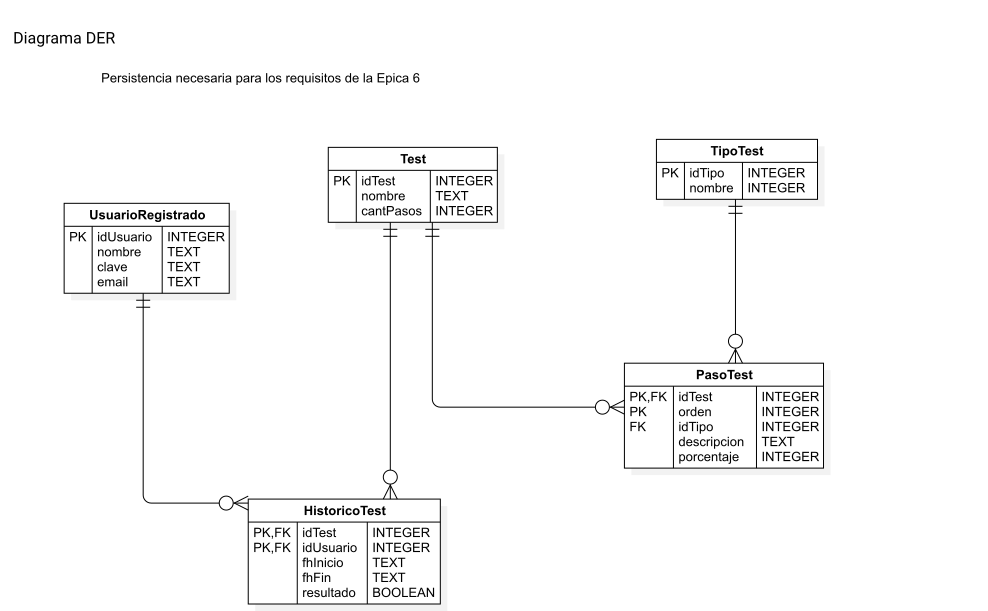 Diagrama DER
Persistencia necesaria para los requisitos de la Epica 6
Test
PK idTest INTEGER
nombre TEXT
cantPasos INTEGER
TipoTest
PK idTipo INTEGER
nombre INTEGER
UsuarioRegistrado
PK idUsuario INTEGER
nombre TEXT
clave TEXT
email TEXT
PasoTest
PK,FK idTest INTEGER
PK orden INTEGER
FK idTipo INTEGER
descripcion TEXT
porcentaje INTEGER
HistoricoTest
PK,FK idTest INTEGER
PK,FK idUsuario INTEGER
fhInicio TEXT
fhFin TEXT
resultado BOOLEAN